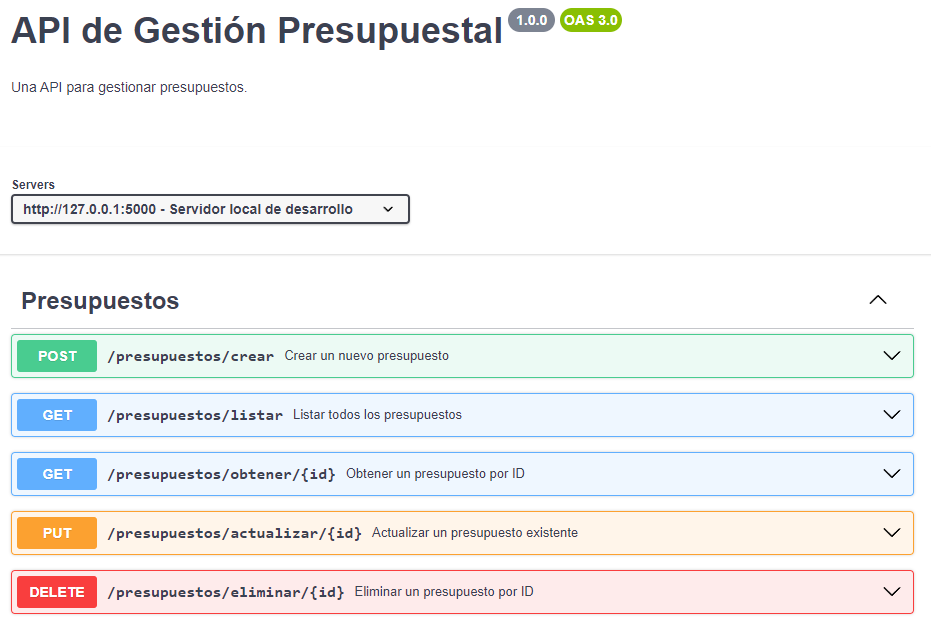 API de Gestión Presupuestal 1.0.0 OAS 3.0
Una API para gestionar presupuestos.
Servers
http://127.0.0.1:5000 - Servidor local de desarrollo
Presupuestos
POST /presupuestos/crear Crear un nuevo presupuesto
GET /presupuestos/listar Listar todos los presupuestos
GET /presupuestos/obtener/{id} Obtener un presupuesto por ID
PUT /presupuestos/actualizar/{id} Actualizar un presupuesto existente
DELETE /presupuestos/eliminar/{id} Eliminar un presupuesto por ID